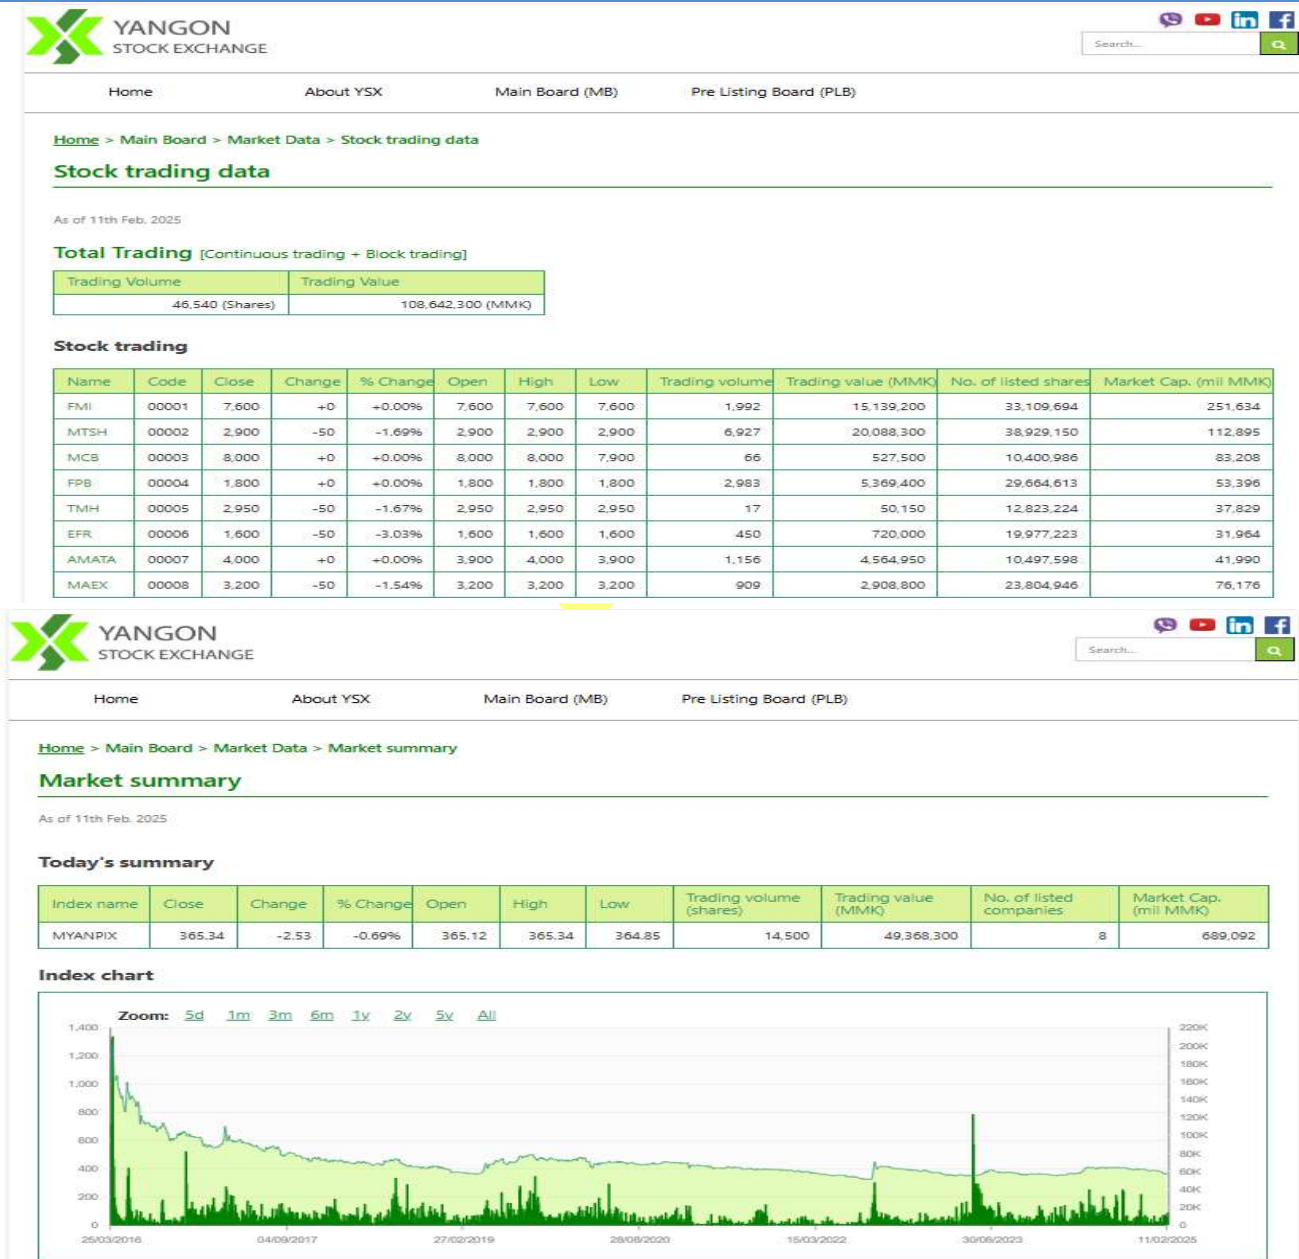 YANGON
STOCK EXCHANGE
Search...
Home About YSX Main Board (MB) Pre Listing Board (PLB)
Home > Main Board > Market Data > Stock trading data
Stock trading data
As of 11th Feb. 2025
Total Trading [Continuous trading + Block trading]
Trading Volume Trading Value
46,540 (Shares) 108,642,300 (MMK)
Stock trading
Name Code Close Change % Change Open High Low Trading volume Trading value (MMK) No. of listed shares Market Cap. (mil MMK)
FMI 00001 7,600 +0 +0.00% 7,600 7,600 7,600 1,992 15,139,200 33,109,694 251,634
MTSH 00002 2,900 -50 -1.69% 2,900 2,900 2,900 6,927 20,088,300 38,929,150 112,895
MCB 00003 8,000 +0 +0.00% 8,000 8,000 7,900 66 527,500 10,400,986 83,208
FPB 00004 1,800 +0 +0.00% 1,800 1,800 1,800 2,983 5,369,400 29,664,613 53,396
TMH 00005 2,950 -50 -1.67% 2,950 2,950 2,950 17 50,150 12,823,224 37,829
EFR 00006 1,600 -50 -3.03% 1,600 1,600 1,600 450 720,000 19,977,223 31,964
AMATA 00007 4,000 +0 +0.00% 3,900 4,000 3,900 1,156 4,564,950 10,497,598 41,990
MAEX 00008 3,200 -50 -1.54% 3,200 3,200 3,200 909 2,908,800 23,804,946 76,176
YANGON
STOCK EXCHANGE
Search...
Home About YSX Main Board (MB) Pre Listing Board (PLB)
Home > Main Board > Market Data > Market summary
Market summary
As of 11th Feb. 2025
Today's summary
Index name Close Change % Change Open High Low Trading volume (shares) Trading value (MMK) No. of listed companies Market Cap. (mil MMK)
MYANPIX 365.34 -2.53 -0.69% 365.12 365.34 364.85 14,500 49,368,300 8 689,092
Index chart
Zoom: 5d 1m 3m 6m 1y 2y 5y All
1,400 220K
200K
1,200
180K
1,000 160K
140K
800 120K
100K
600
80K
400 60K
40K
200
20K
0 0
25/03/2016 04/09/2017 27/02/2019 28/08/2020 15/03/2022 30/06/2023 11/02/2025